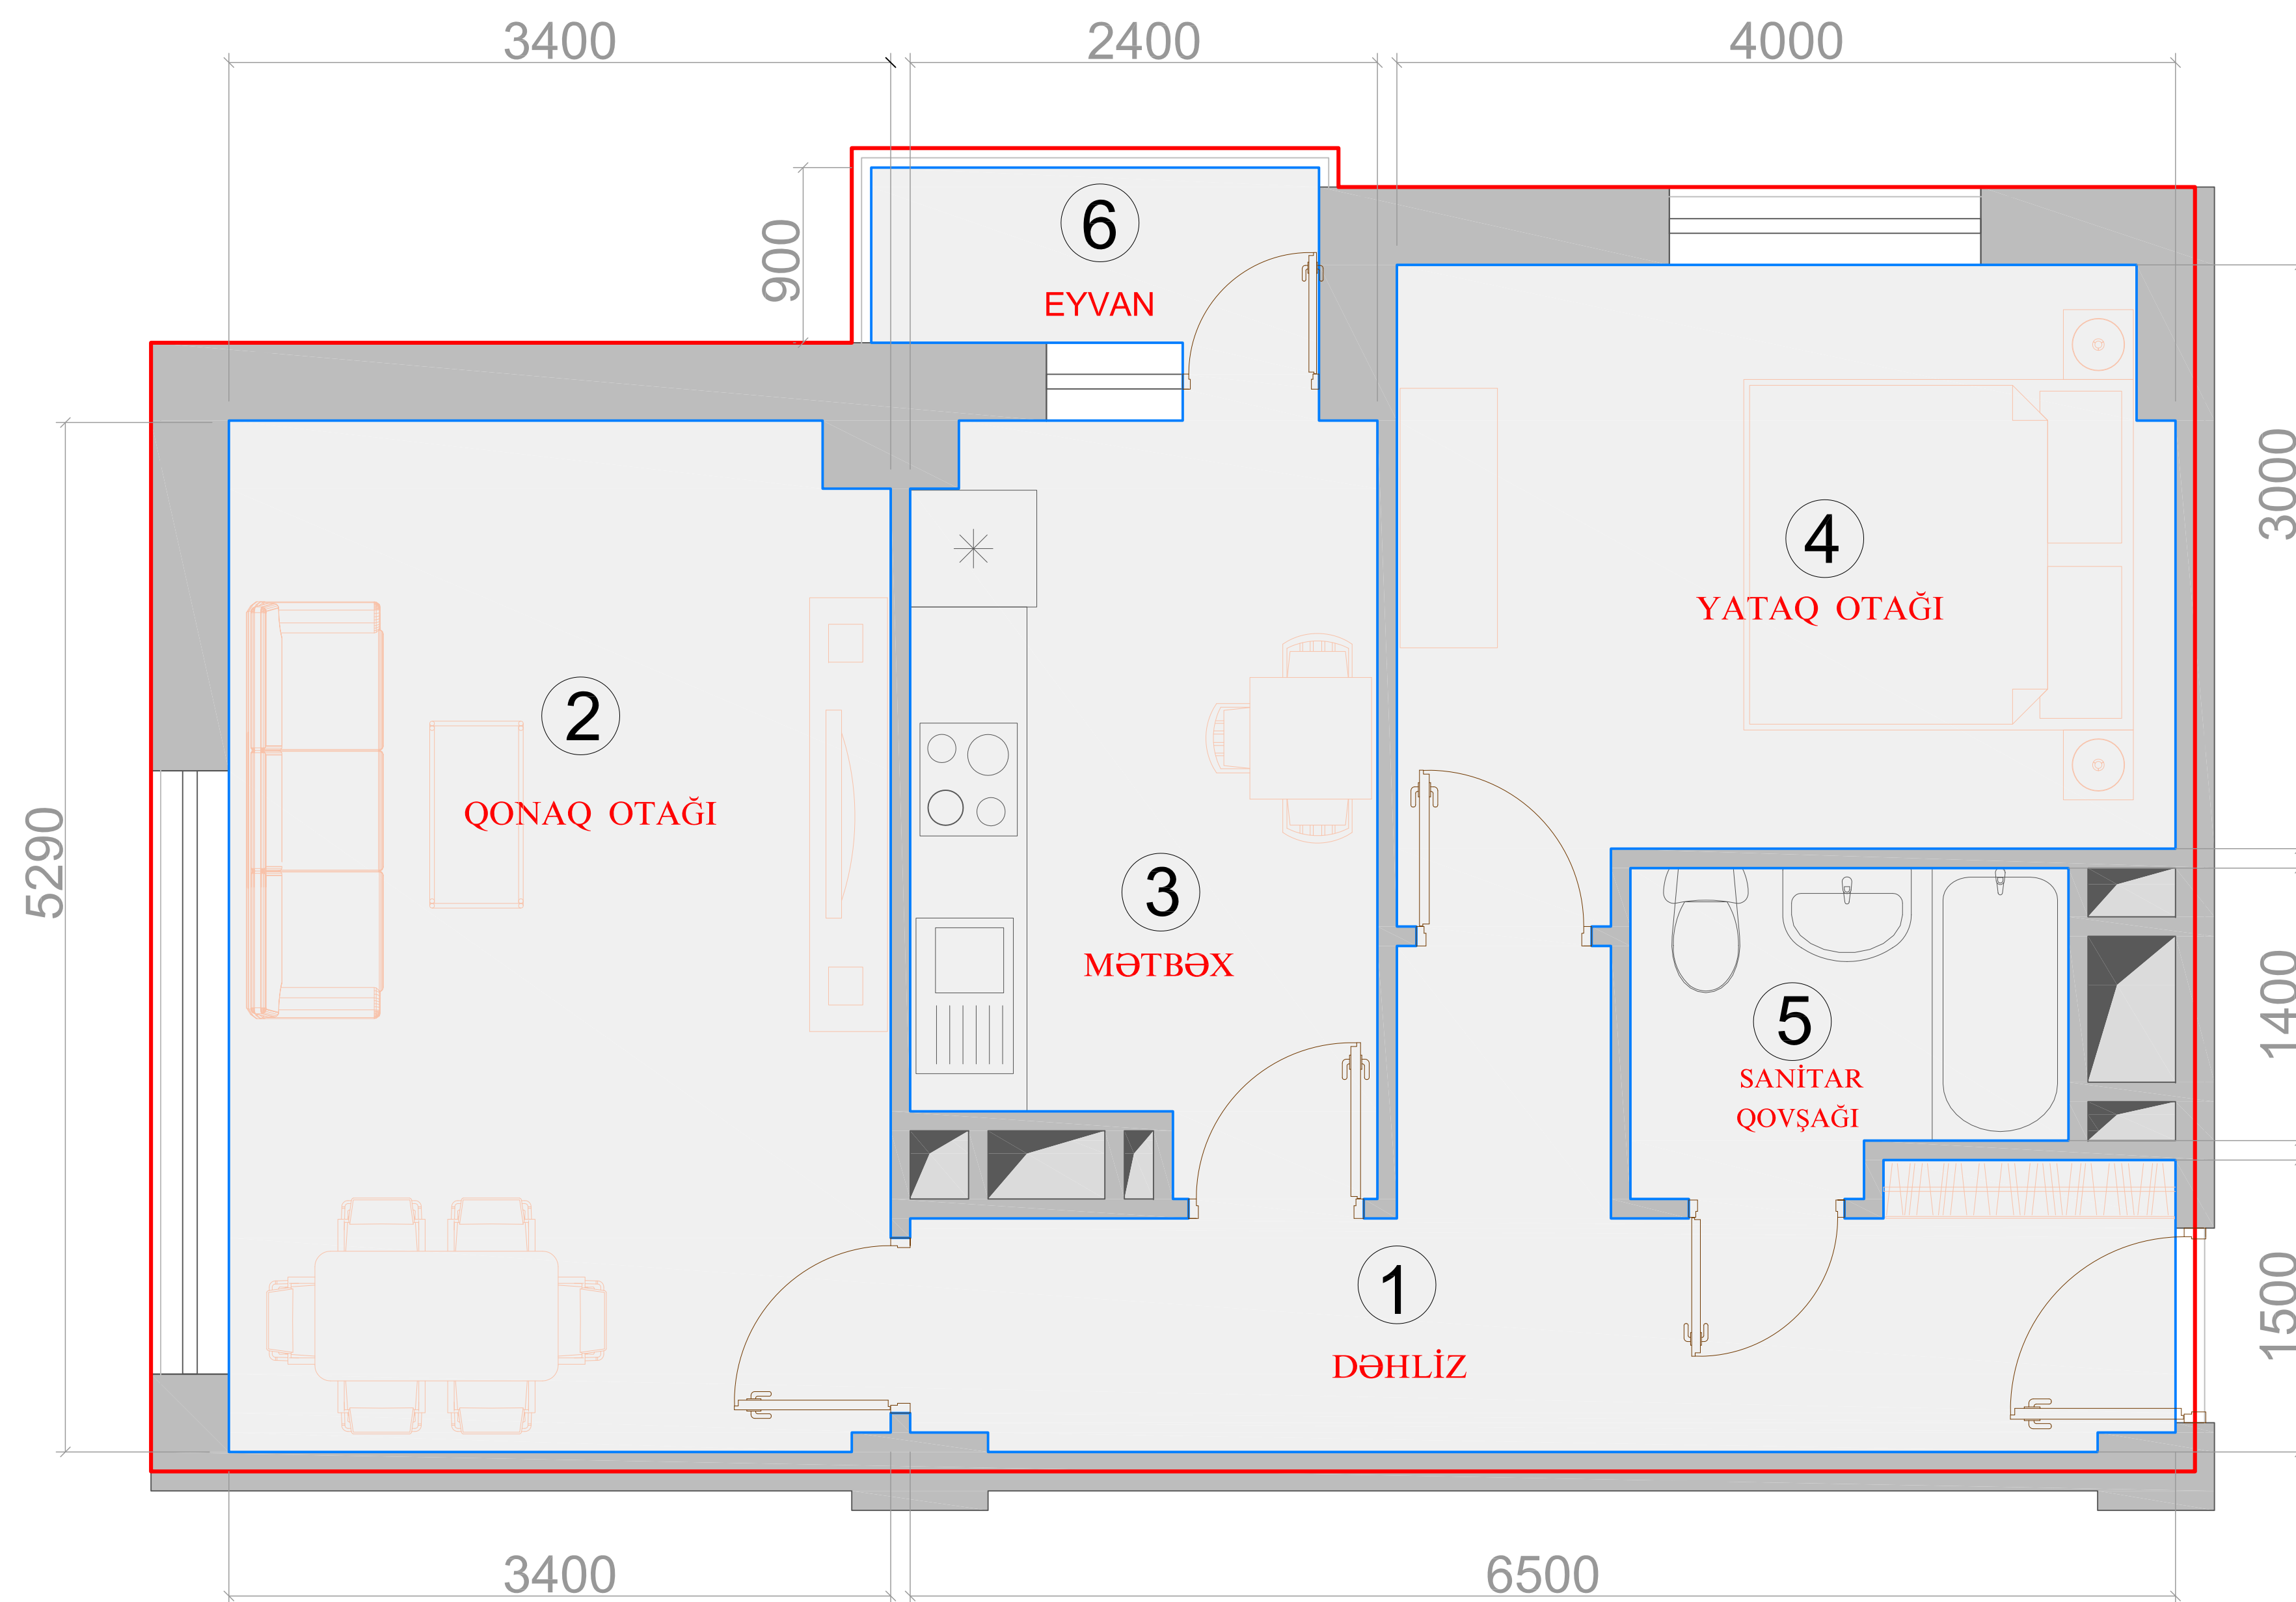 3400
2400
4000
900
6
EYVAN
3000
4
YATAQ OTAĞI
2
QONAQ OTAĞI
5290
3
MƏTBƏX
5
SANİTAR
QOVŞAĞI
1400
1
DƏHLİZ
1500
3400
6500